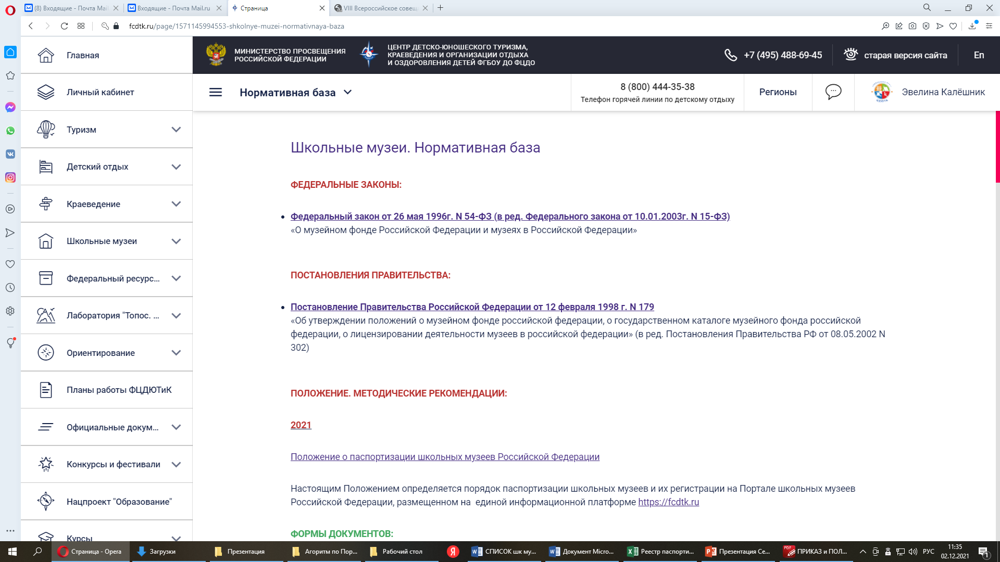 (8) Входящие - Почта Mail
Входящие - Почта Mail.ru
Страница
VIII Всероссийское совещ
fcdtk.ru/page/1571145994553-shkolnye-muzei-normativnaya-baza
Главная
Личный кабинет
Туризм
Детский отдых
Краеведение
Школьные музеи
Федеральный ресурс...
Лаборатория "Топос. ...
Ориентирование
Планы работы ФЦДЮТиК
Официальные докум...
Конкурсы и фестивали
Нацпроект "Образование"
Курсы
МИНИСТЕРСТВО ПРОСВЕЩЕНИЯ
РОССИЙСКОЙ ФЕДЕРАЦИИ
ЦЕНТР ДЕТСКО-ЮНОШЕСКОГО ТУРИЗМА,
КРАЕВЕДЕНИЯ И ОРГАНИЗАЦИИ ОТДЫХА
И ОЗДОРОВЛЕНИЯ ДЕТЕЙ ФГБОУ ДО ФЦДО
+7 (495) 488-69-45
старая версия сайта
En
Нормативная база
8 (800) 444-35-38
Телефон горячей линии по детскому отдыху
Регионы
Эвелина Калёшник
Школьные музеи. Нормативная база
ФЕДЕРАЛЬНЫЕ ЗАКОНЫ:
Федеральный закон от 26 мая 1996г. N 54-ФЗ (в ред. Федерального закона от 10.01.2003г. N 15-ФЗ)
«О музейном фонде Российской Федерации и музеях в Российской Федерации»
ПОСТАНОВЛЕНИЯ ПРАВИТЕЛЬСТВА:
Постановление Правительства Российской Федерации от 12 февраля 1998 г. N 179
«Об утверждении положений о музейном фонде российской федерации, о государственном каталоге музейного фонда российской
федерации, о лицензировании деятельности музеев в российской федерации» (в ред. Постановления Правительства РФ от 08.05.2002 N
302)
ПОЛОЖЕНИЕ. МЕТОДИЧЕСКИЕ РЕКОМЕНДАЦИИ:
2021
Положение о паспортизации школьных музеев Российской Федерации
Настоящим Положением определяется порядок паспортизации школьных музеев и их регистрации на Портале школьных музеев
Российской Федерации, размещенном на единой информационной платформе https://fcdtk.ru
ФОРМЫ ДОКУМЕНТОВ:
Страница - Opera
Загрузки
Презентация
Агоритм по Пор...
Рабочий стол
СПИСОК шк му...
Документ Micro...
Реестр паспорти...
Презентация Се...
ПРИКАЗ и ПОЛ...
РУС
11:35
02.12.2021
1